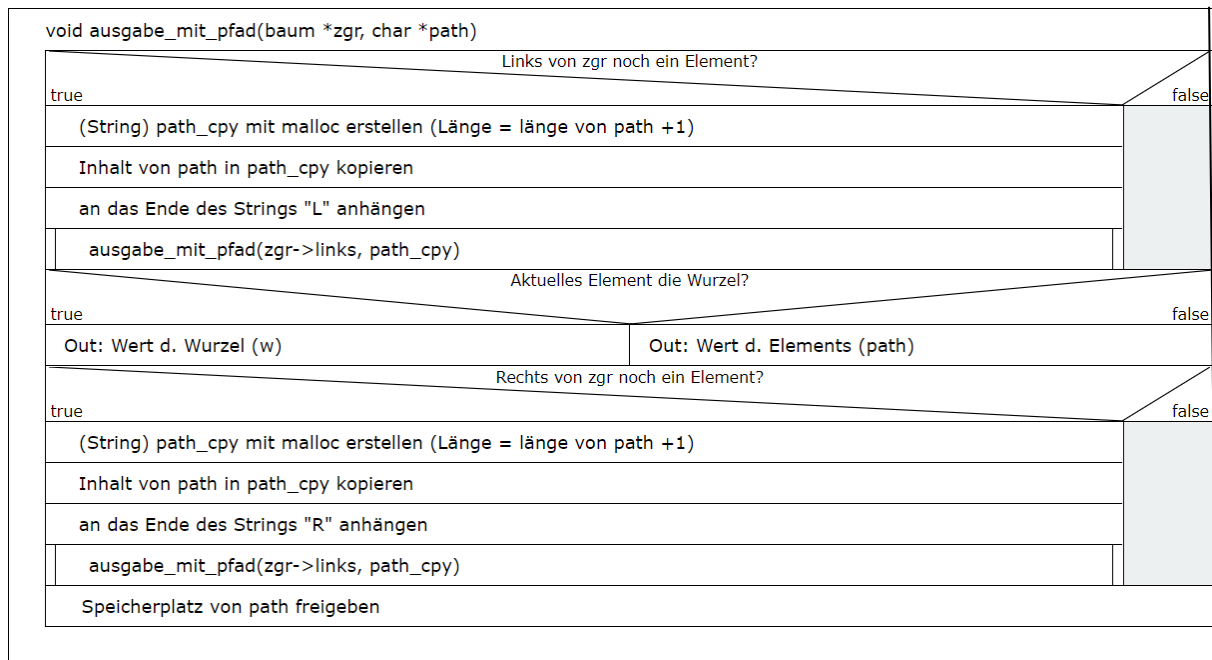 void ausgabe_mit_pfad(baum *zgr, char *path)
Links von zgr noch ein Element?
true
false
(String) path_cpy mit malloc erstellen (Länge = länge von path +1)
Inhalt von path in path_cpy kopieren
an das Ende des Strings "L" anhängen
ausgabe_mit_pfad(zgr->links, path_cpy)
Aktuelles Element die Wurzel?
true
false
Out: Wert d. Wurzel (w)
Out: Wert d. Elements (path)
Rechts von zgr noch ein Element?
true
false
(String) path_cpy mit malloc erstellen (Länge = länge von path +1)
Inhalt von path in path_cpy kopieren
an das Ende des Strings "R" anhängen
ausgabe_mit_pfad(zgr->links, path_cpy)
Speicherplatz von path freigeben